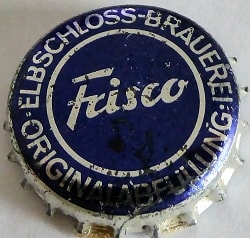 ELBSCHLOSS-BRAUEREI
Frisco
ORIGINALABFÜLLUNG